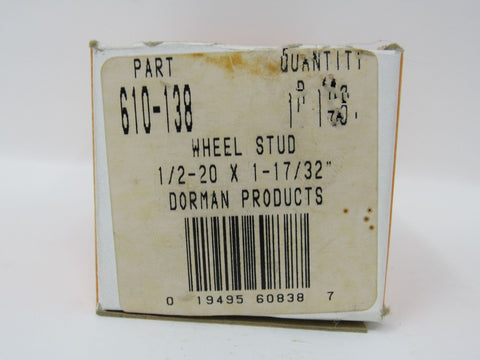 PART QUANTITY
610-138
WHEEL STUD
1/2-20 X 1-17/32"
DORMAN PRODUCTS
0 19495 60838 7